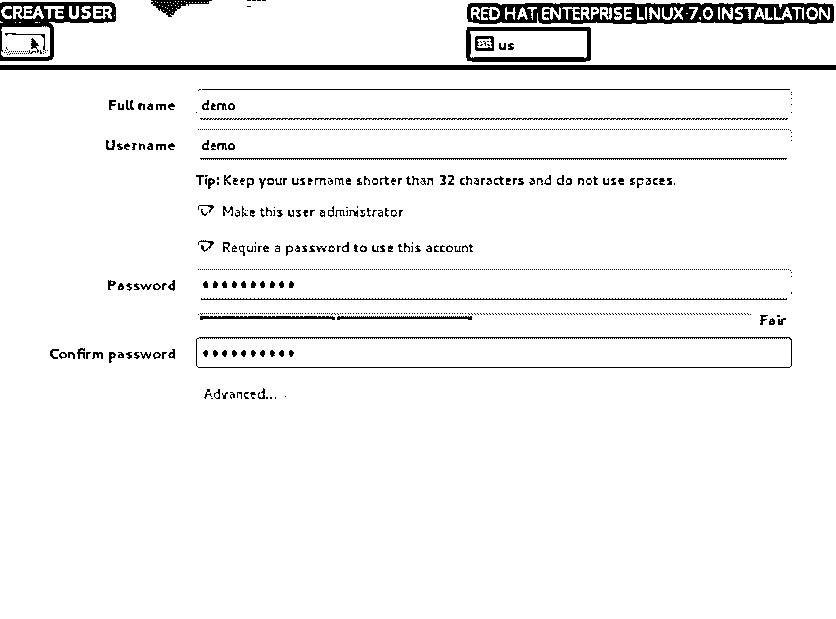 CREATE USER
RED HAT ENTERPRISE LINUX 7.0 INSTALLATION
us
Full name demo
Username demo
Tip: Keep your username shorter than 32 characters and do not use spaces.
Make this user administrator
Require a password to use this account
Password ••••••••••
Fair
Confirm password ••••••••••
Advanced...